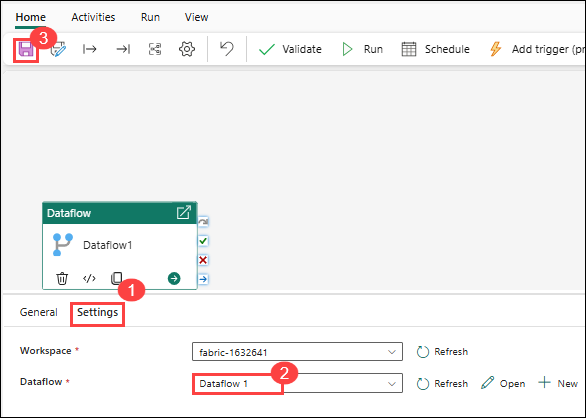 Home Activities Run View
3
Validate Run Schedule Add trigger (pr
Dataflow
Dataflow1
</>
1
General Settings
Workspace * fabric-1632641 Refresh
2
Dataflow * Dataflow 1 Refresh Open New